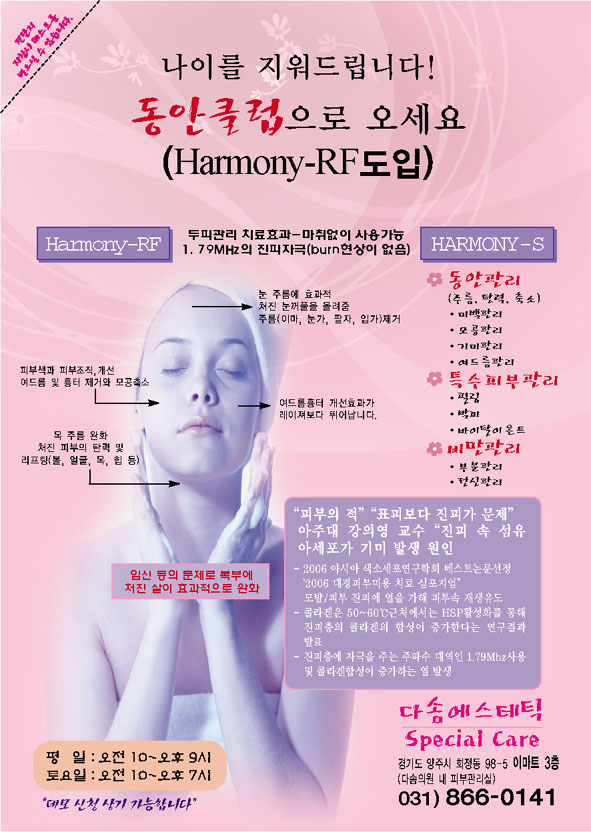 전단지
지참시 테스트를
받으실 수 있습니다.
나이를 지워드립니다!
동안클럽으로 오세요
(Harmony-RF도입)
Harmony-RF
두피관리 치료효과-마취없이 사용가능
1. 79MHz의 진피자극(burn현상이 없음)
HARMONY-S
눈 주름에 효과적
쳐진 눈꺼풀을 올려줌
주름(이마, 눈가, 팔자, 입가)제거
피부색과 피부조직,개선
여드름 및 흉터 제거와 모공축소
여드름흉터 개선효과가
레이져보다 뛰어납니다.
목 주름 완화
쳐진 피부의 탄력 및
리프팅(볼, 얼굴, 목, 힙 등)
임신 등의 문제로 복부에
처진 살이 효과적으로 완화
동안관리
(주름, 탄력, 축소)
• 미백관리
• 모공관리
• 기미관리
• 여드름관리
특수피부관리
• 필링
• 박피
• 바이탈이온트
비만관리
• 부분관리
• 전신관리
“피부의 적” “표피보다 진피가 문제”
아주대 강의영 교수 “진피 속 섬유
아세포가 기미 발생 원인
- 2006 아시아 색소세포연구학회 베스트논문선정
"2006 대경피부미용 치료 심포지엄"
모발/피부 진피에 열을 가해 피부속 재생유도
- 콜라겐은 50~60℃근처에서는 HSP활성화를 통해
진피층의 콜라겐의 합성이 증가한다는 연구결과
발표
- 진피층에 자극을 주는 주파수 대역인 1,79Mhz사용
및 콜라겐합성이 증가하는 열 발생
평 일 : 오전 10~오후 9시
토요일 : 오전 10~오후 7시
"데모 신청 상기 가능합니다"
다솜에스테틱
Special Care
경기도 양주시 회정동 98-5 이마트 3층
(다솜의원 내 피부관리실)
031) 866-0141